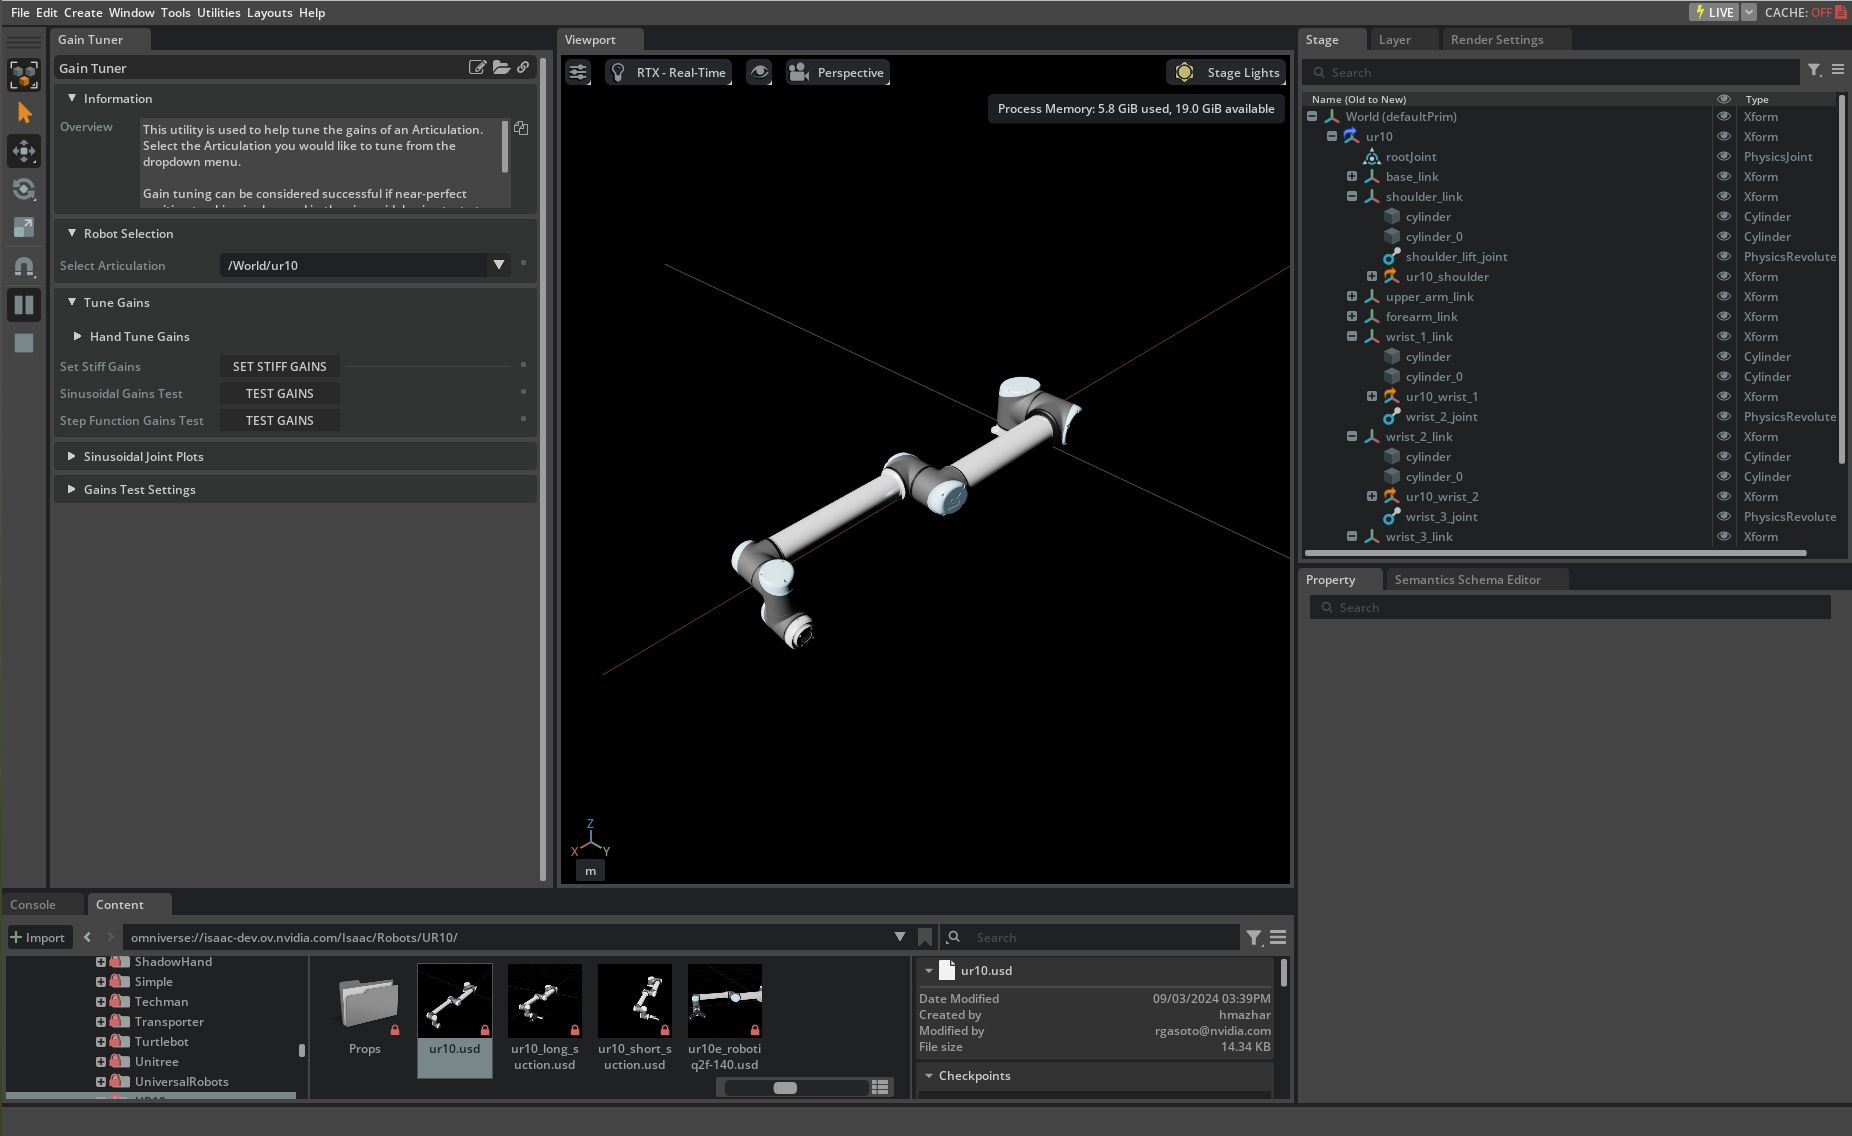 File Edit Create Window Tools Utilities Layouts Help
LIVE
CACHE: OFF
Gain Tuner
Gain Tuner
Information
Overview
This utility is used to help tune the gains of an Articulation.
Select the Articulation you would like to tune from the
dropdown menu.
Gain tuning can be considered successful if near-perfect
Robot Selection
Select Articulation
/World/ur10
Tune Gains
Hand Tune Gains
Set Stiff Gains
SET STIFF GAINS
Sinusoidal Gains Test
TEST GAINS
Step Function Gains Test
TEST GAINS
Sinusoidal Joint Plots
Gains Test Settings
Viewport
RTX - Real-Time
Perspective
Stage Lights
Process Memory: 5.8 GiB used, 19.0 GiB available
Z
X
Y
m
Stage
Layer
Render Settings
Search
Name (Old to New)
Type
World (defaultPrim)
Xform
ur10
Xform
rootJoint
PhysicsJoint
base_link
Xform
shoulder_link
Xform
cylinder
Cylinder
cylinder_0
Cylinder
shoulder_lift_joint
PhysicsRevolute
ur10_shoulder
Xform
upper_arm_link
Xform
forearm_link
Xform
wrist_1_link
Xform
cylinder
Cylinder
cylinder_0
Cylinder
ur10_wrist_1
Xform
wrist_2_joint
PhysicsRevolute
wrist_2_link
Xform
cylinder
Cylinder
cylinder_0
Cylinder
ur10_wrist_2
Xform
wrist_3_joint
PhysicsRevolute
wrist_3_link
Xform
Property
Semantics Schema Editor
Search
Console
Content
Import
omniverse://isaac-dev.ov.nvidia.com/Isaac/Robots/UR10/
Search
ShadowHand
Simple
Techman
Transporter
Turtlebot
Unitree
UniversalRobots
Props
ur10.usd
ur10_long_s
uction.usd
ur10_short_s
uction.usd
ur10e_roboti
q2f-140.usd
ur10.usd
Date Modified
09/03/2024 03:39PM
Created by
hmazhar
Modified by
rgasoto@nvidia.com
File size
14.34 KB
Checkpoints